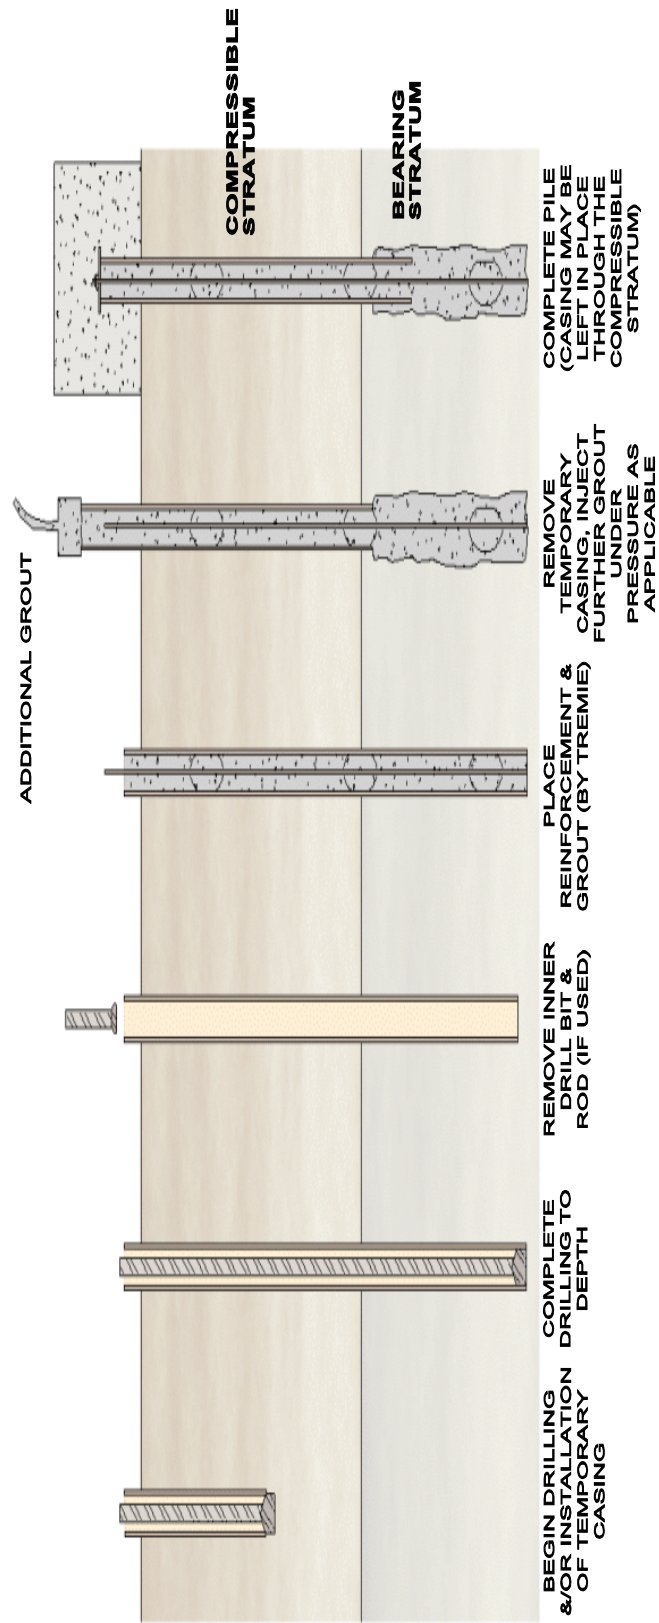 BEGIN DRILLING
&/OR INSTALLATION
OF TEMPORARY
CASING
COMPLETE
DRILLING TO
DEPTH
REMOVE INNER
DRILL BIT &
ROD (IF USED)
PLACE
REINFORCEMENT &
GROUT (BY TREMIE)
ADDITIONAL GROUT
REMOVE
TEMPORARY
CASING, INJECT
FURTHER GROUT
UNDER
PRESSURE AS
APPLICABLE
COMPLETE PILE
(CASING MAY BE
LEFT IN PLACE
THROUGH THE
COMPRESSIBLE
STRATUM)
COMPRESSIBLE
STRATUM
BEARING
STRATUM